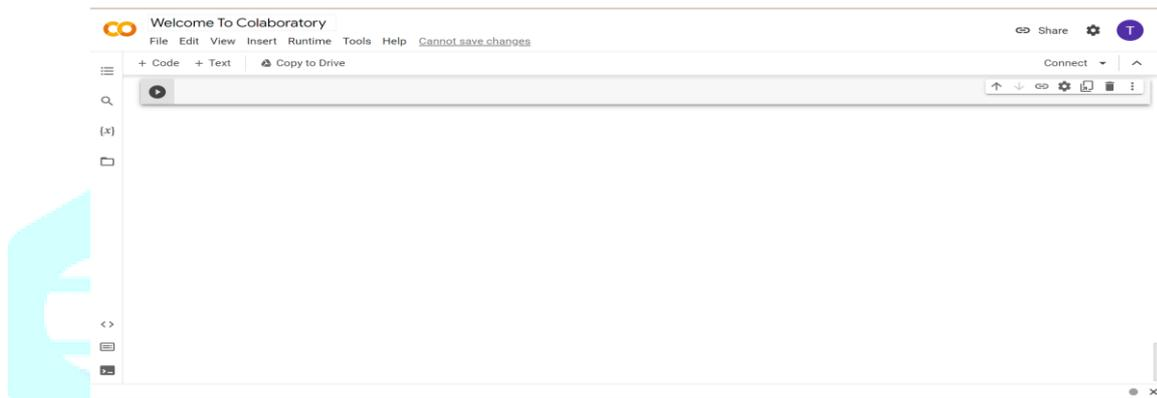 Welcome To Colaboratory
File Edit View Insert Runtime Tools Help Cannot save changes
Share
T
+ Code + Text Copy to Drive
Connect
{x}